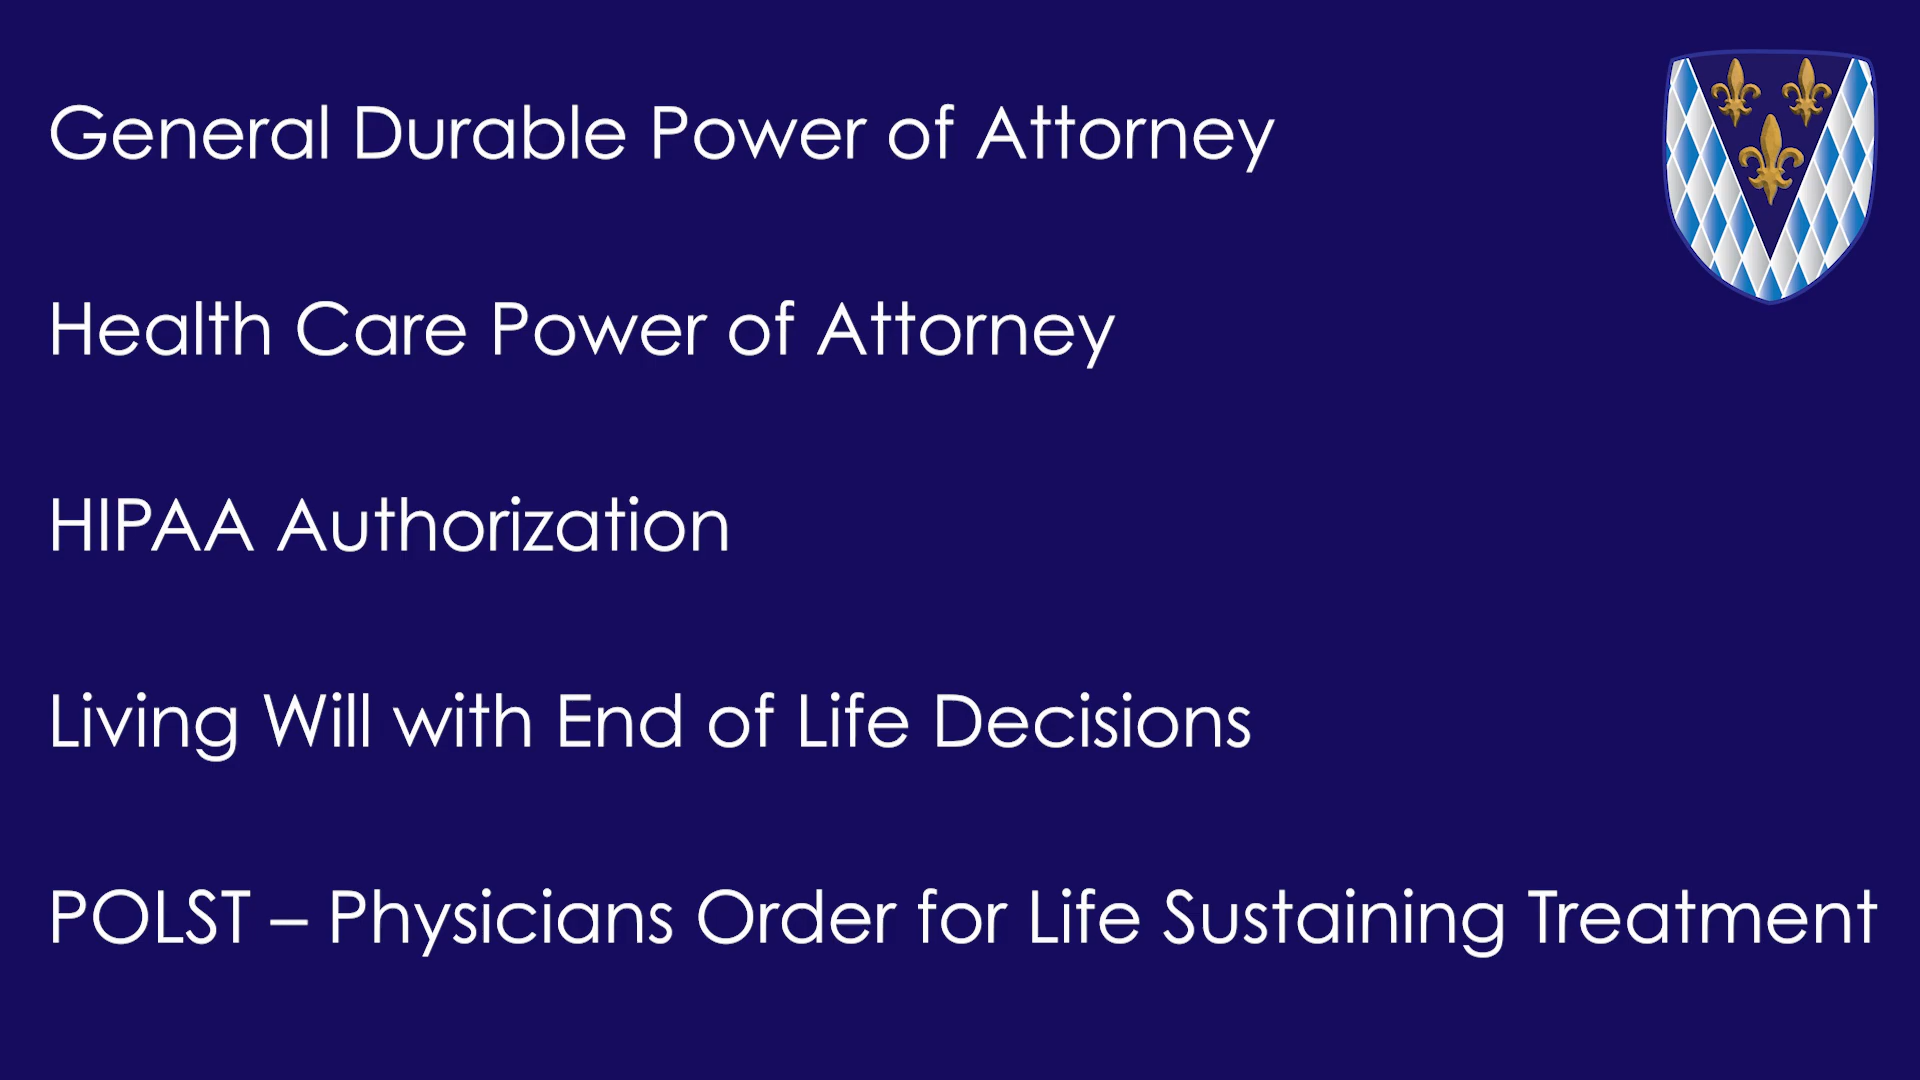 General Durable Power of Attorney
Health Care Power of Attorney
HIPAA Authorization
Living Will with End of Life Decisions
POLST – Physicians Order for Life Sustaining Treatment